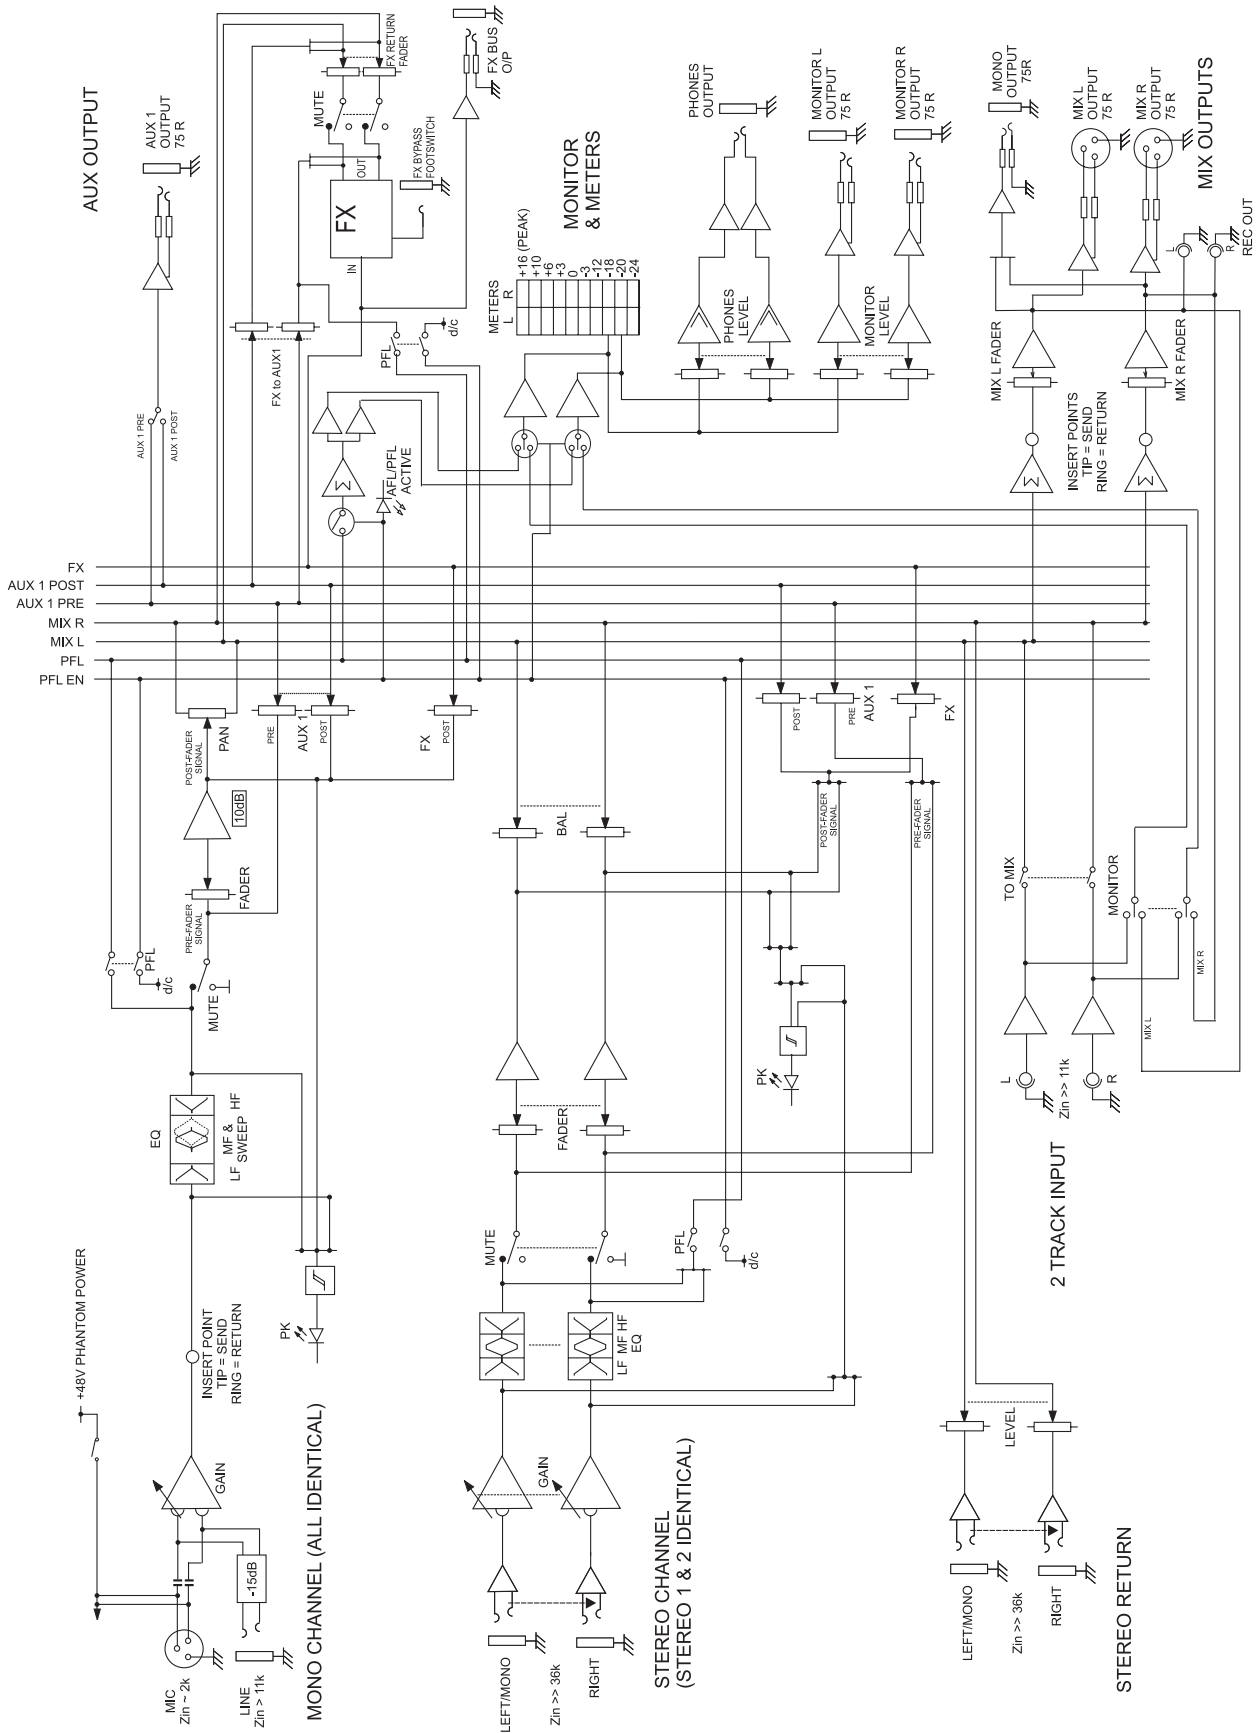 AUX OUTPUT
AUX 1
OUTPUT
75 R
AUX 1 PRE
AUX 1 POST
MUTE
FX RETURN
FADER
OUT
FX
IN
FX BYPASS
FOOTSWITCH
FX BUS
O/P
FX to AUX1
PFL
d/c
AFL/PFL
ACTIVE
Σ
MONITOR
& METERS
METERS
L R
+16 (PEAK)
+10
+6
+3
0
-3
-12
-18
-20
-24
PHONES
OUTPUT
PHONES
LEVEL
MONITOR L
OUTPUT
75 R
MONITOR R
OUTPUT
75 R
MONITOR
LEVEL
MONO
OUTPUT
75R
MIX L
OUTPUT
75 R
MIX R
OUTPUT
75 R
MIX OUTPUTS
L
R
REC OUT
MIX L FADER
MIX R FADER
INSERT POINTS
TIP = SEND
RING = RETURN
Σ
Σ
FX
AUX 1 POST
AUX 1 PRE
MIX R
MIX L
PFL
PFL EN
POST-FADER
SIGNAL
PAN
10dB
FADER
PRE-FADER
SIGNAL
PFL
d/c
MUTE
PRE
AUX 1
POST
FX
POST
EQ
LF
MF &
SWEEP
HF
PK
INSERT POINT
TIP = SEND
RING = RETURN
+48V PHANTOM POWER
GAIN
-15dB
MIC
Zin ~ 2k
LINE
Zin > 11k
MONO CHANNEL (ALL IDENTICAL)
BAL
FADER
MUTE
PFL
d/c
LF MF HF
EQ
GAIN
LEFT/MONO
Zin >> 36k
RIGHT
STEREO CHANNEL
(STEREO 1 & 2 IDENTICAL)
POST
PRE
AUX 1
FX
POST-FADER
SIGNAL
PRE-FADER
SIGNAL
PK
TO MIX
MONITOR
MIX L
MIX R
L
Zin >> 11k
R
2 TRACK INPUT
LEVEL
LEFT/MONO
Zin >> 36k
RIGHT
STEREO RETURN